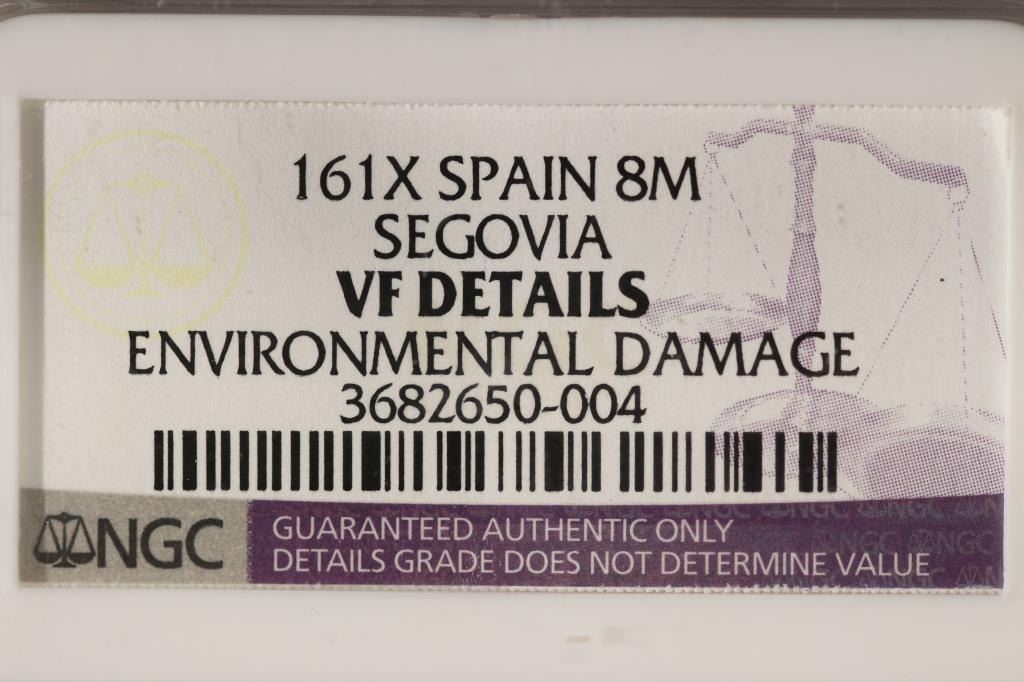 161X SPAIN 8M
SEGOVIA
VF DETAILS
ENVIRONMENTAL DAMAGE
3682650-004
NGC
GUARANTEED AUTHENTIC ONLY
DETAILS GRADE DOES NOT DETERMINE VALUE